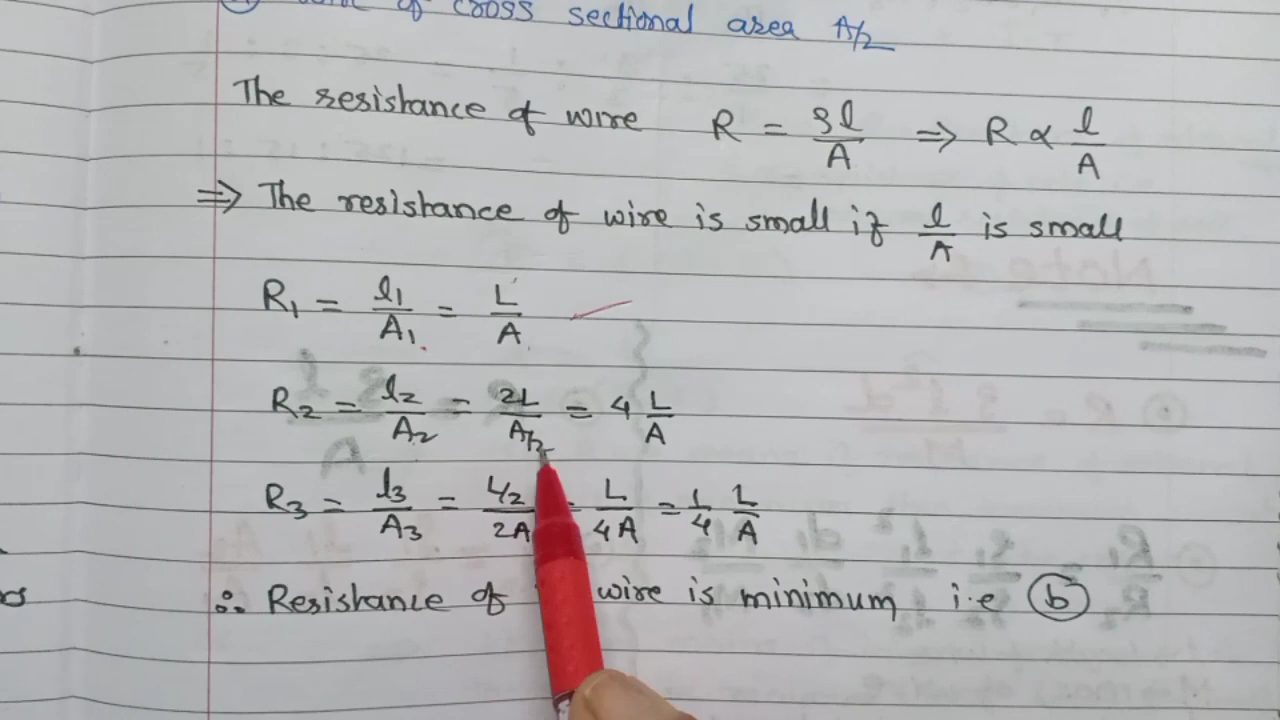 of cross sectional area A/2
The resistance of wire R = ρl/A ⇒ R ∝ l/A
⇒ The resistance of wire is small if l/A is small
R₁ = l₁/A₁ = L/A
R₂ = l₂/A₂ = 2L/A/2 = 4 L/A
R₃ = l₃/A₃ = L/2/2A = L/4A = 1/4 L/A
∴ Resistance of wire is minimum i.e (b)